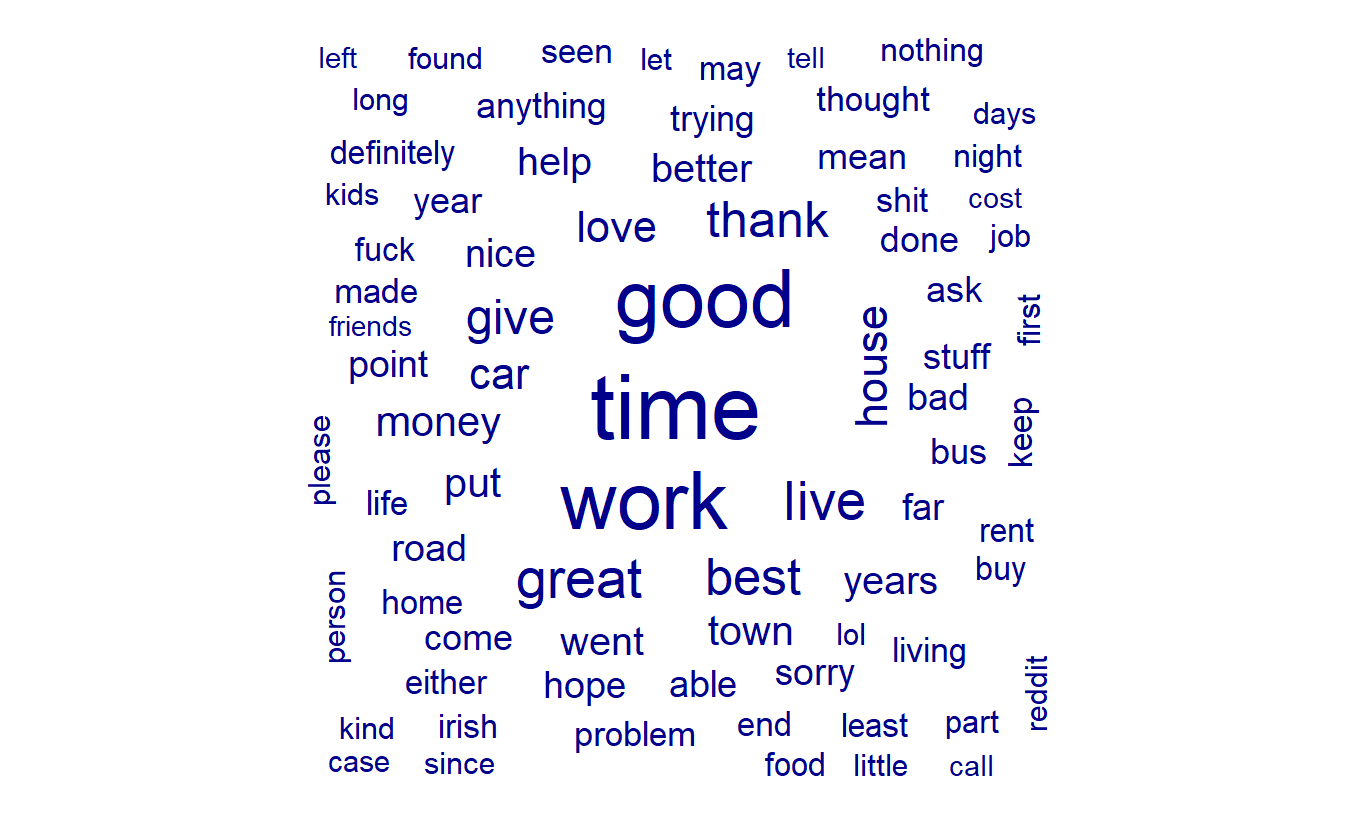 left found seen let may tell nothing
long anything trying thought days
definitely help better mean night
kids year love thank shit cost
fuck nice done job
made give good ask first
friends
point car house stuff
money time bad keep
please bus
life put work live far rent
road great best years buy
person home
come went town lol living
either hope able sorry reddit
kind irish problem end least part
case since food little call